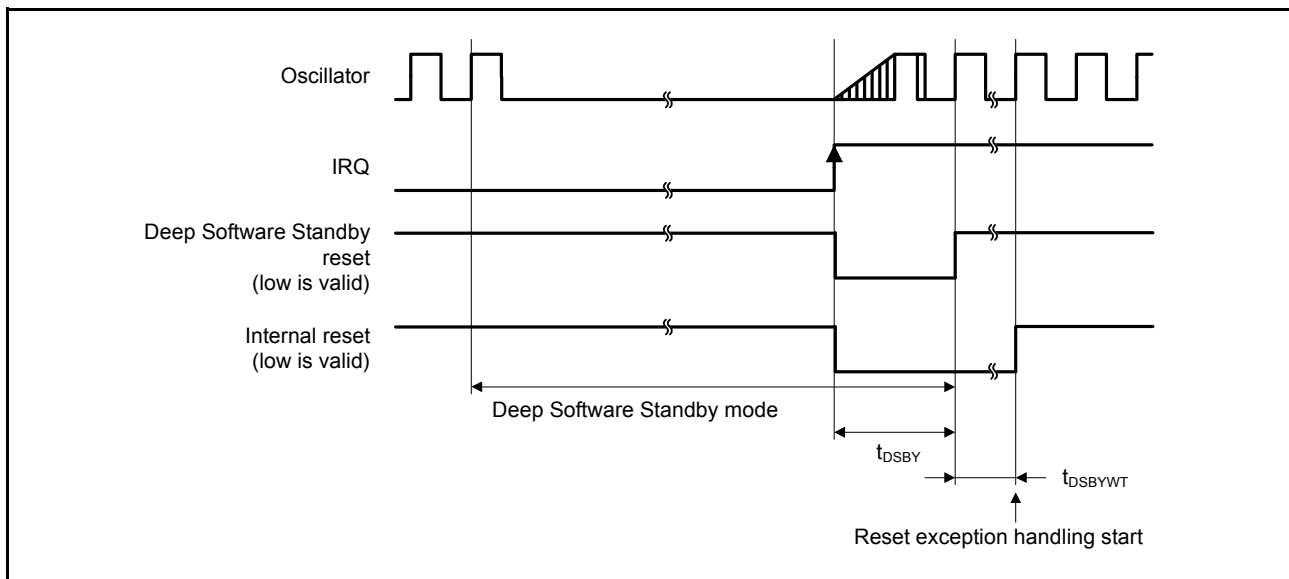 Oscillator
IRQ
Deep Software Standby
reset
(low is valid)
Internal reset
(low is valid)
Deep Software Standby mode
tDSBY
tDSBYWT
Reset exception handling start